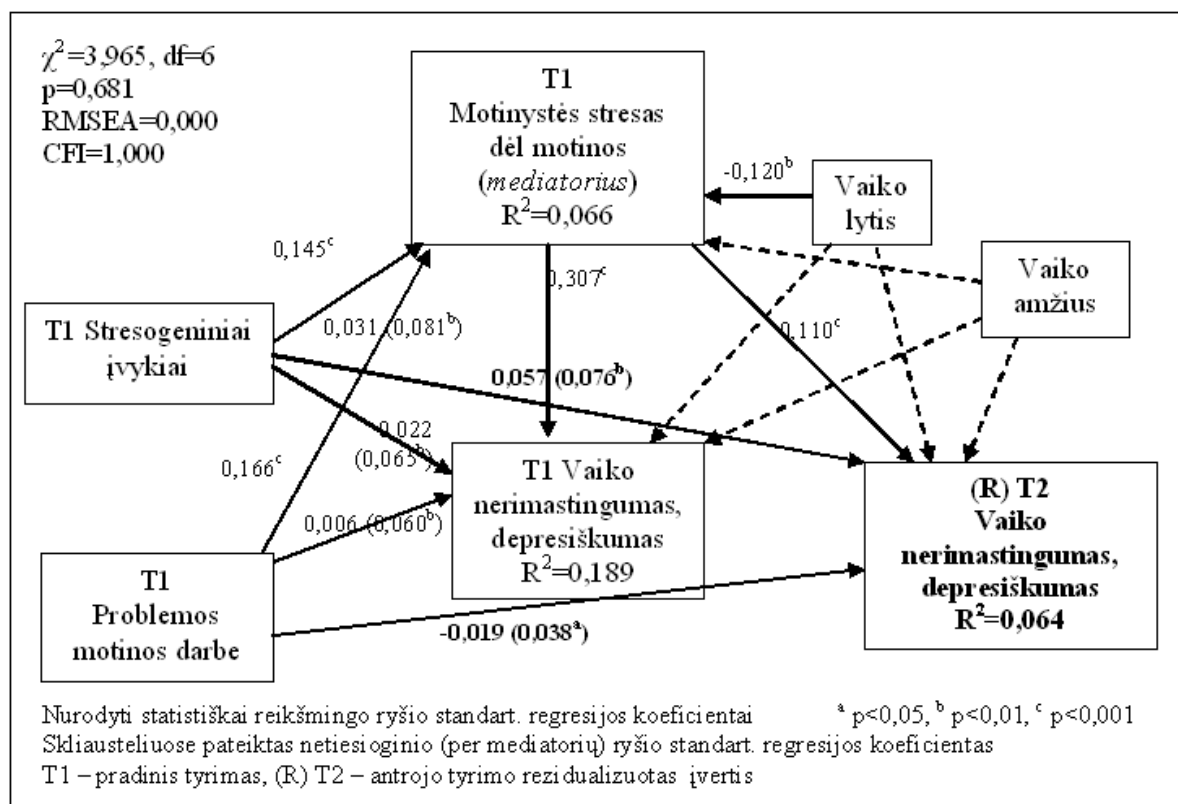 χ²=3,965, df=6
p=0,681
RMSEA=0,000
CFI=1,000
T1
Motinystės stresas
dėl motinos
(mediatorius)
R²=0,066
-0,120ᵇ
Vaiko
lytis
Vaiko
amžius
0,145ᶜ
0,307ᶜ
T1 Stresogeniniai
įvykiai
0,031 (0,081ᵇ)
0,110ᶜ
0,057 (0,076ᵇ)
0,022
(0,065ᵇ)
0,166ᶜ
T1 Vaiko
nerimastingumas,
depresiškumas
R²=0,189
0,006 (0,060ᵇ)
(R) T2
Vaiko
nerimastingumas,
depresiškumas
R²=0,064
T1
Problemos
motinos darbe
-0,019 (0,038ᵃ)
Nurodyti statistiškai reikšmingo ryšio standart. regresijos koeficientai ᵃ p<0,05, ᵇ p<0,01, ᶜ p<0,001
Skliausteliuose pateiktas netiesioginio (per mediatorių) ryšio standart. regresijos koeficientas
T1 – pradinis tyrimas, (R) T2 – antrojo tyrimo rezidualizuotas įvertis